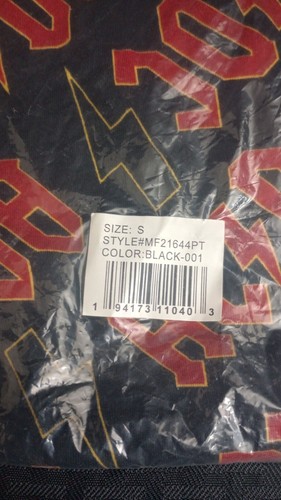 SIZE: S
STYLE#MF21644PT
COLOR:BLACK-001
1 94173 11040 3